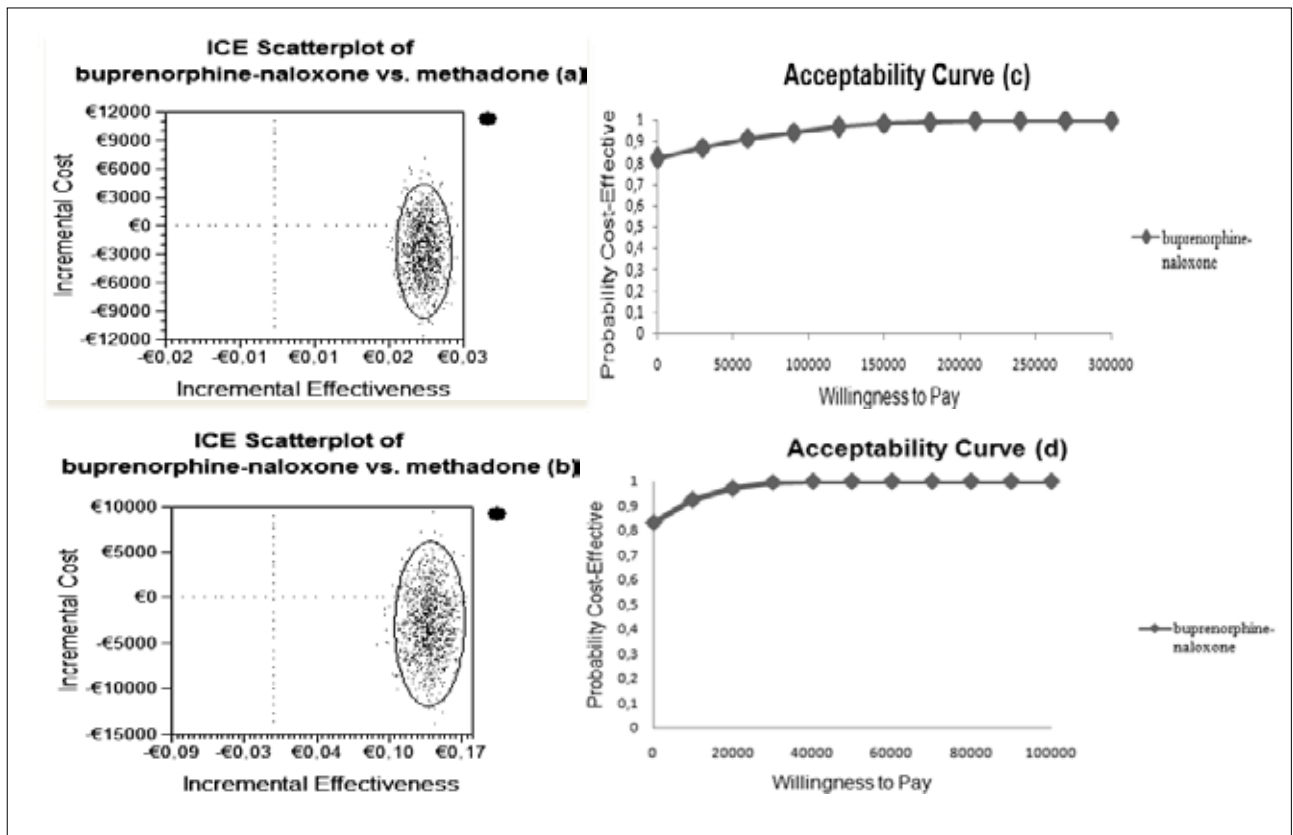 ICE Scatterplot of
buprenorphine-naloxone vs. methadone (a)
€12000
€9000
€6000
€3000
€0
-€3000
-€6000
-€9000
-€12000
Incremental Cost
-€0,02 -€0,01 €0,01 €0,02 €0,03
Incremental Effectiveness
Acceptability Curve (c)
Probability Cost-Effective
1
0,9
0,8
0,7
0,6
0,5
0,4
0,3
0,2
0,1
0
0 50000 100000 150000 200000 250000 300000
Willingness to Pay
buprenorphine-
naloxone
ICE Scatterplot of
buprenorphine-naloxone vs. methadone (b)
€10000
€5000
€0
-€5000
-€10000
-€15000
Incremental Cost
-€0,09 -€0,03 €0,04 €0,10 €0,17
Incremental Effectiveness
Acceptability Curve (d)
Probability Cost-Effective
1
0,9
0,8
0,7
0,6
0,5
0,4
0,3
0,2
0,1
0
0 20000 40000 60000 80000 100000
Willingness to Pay
buprenorphine-
naloxone